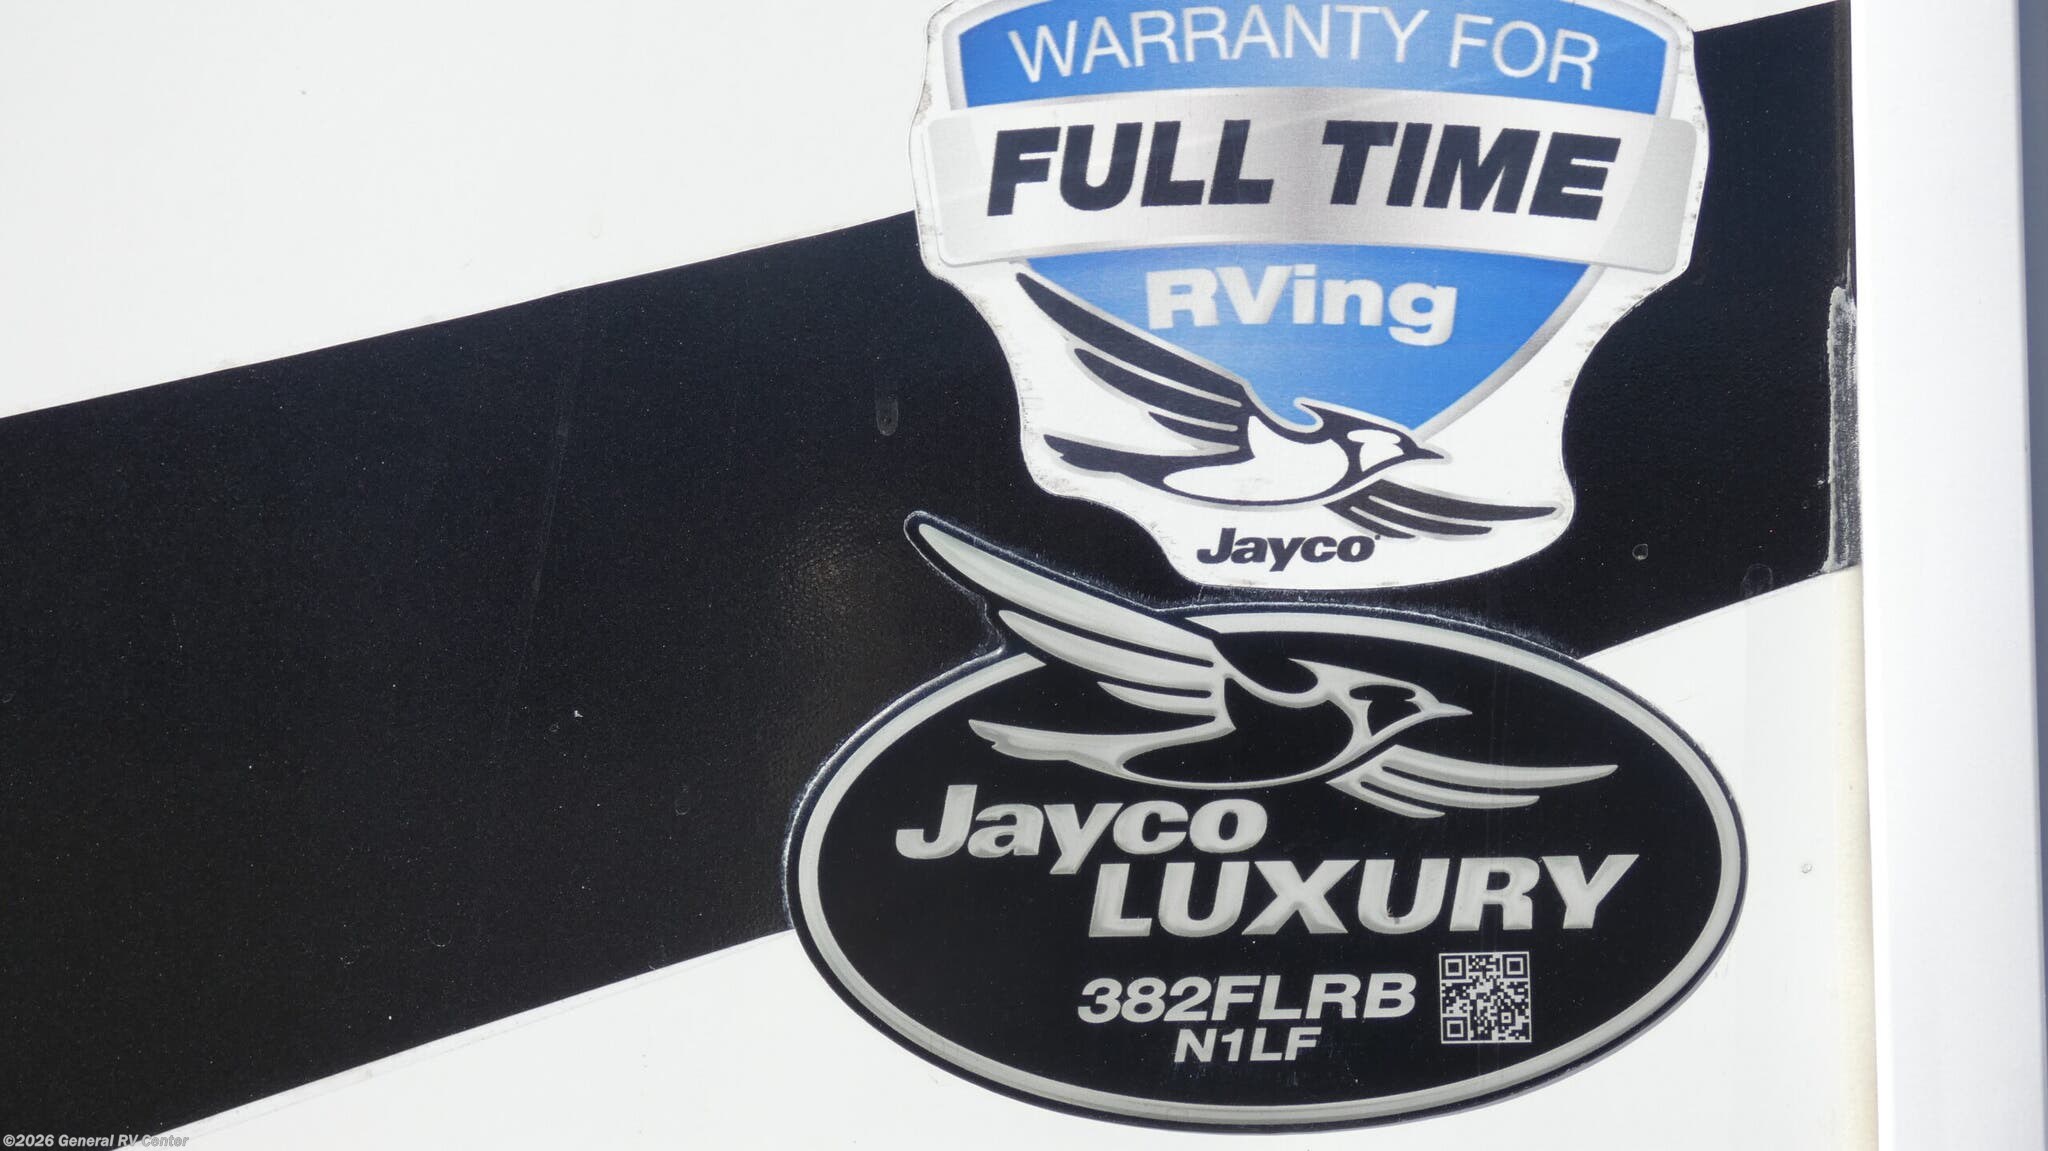 WARRANTY FOR
FULL TIME
RVing
Jayco
Jayco
LUXURY
382FLRB
N1LF
©2026 General RV Center